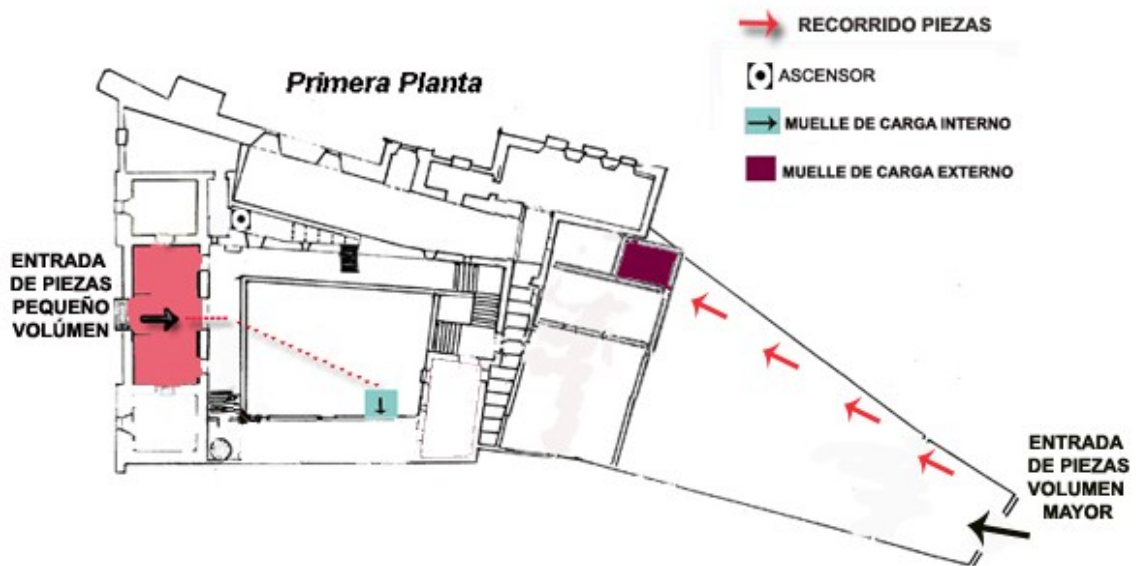 RECORRIDO PIEZAS
Primera Planta
ASCENSOR
MUELLE DE CARGA INTERNO
MUELLE DE CARGA EXTERNO
ENTRADA
DE PIEZAS
PEQUEÑO
VOLÚMEN
ENTRADA
DE PIEZAS
VOLUMEN
MAYOR